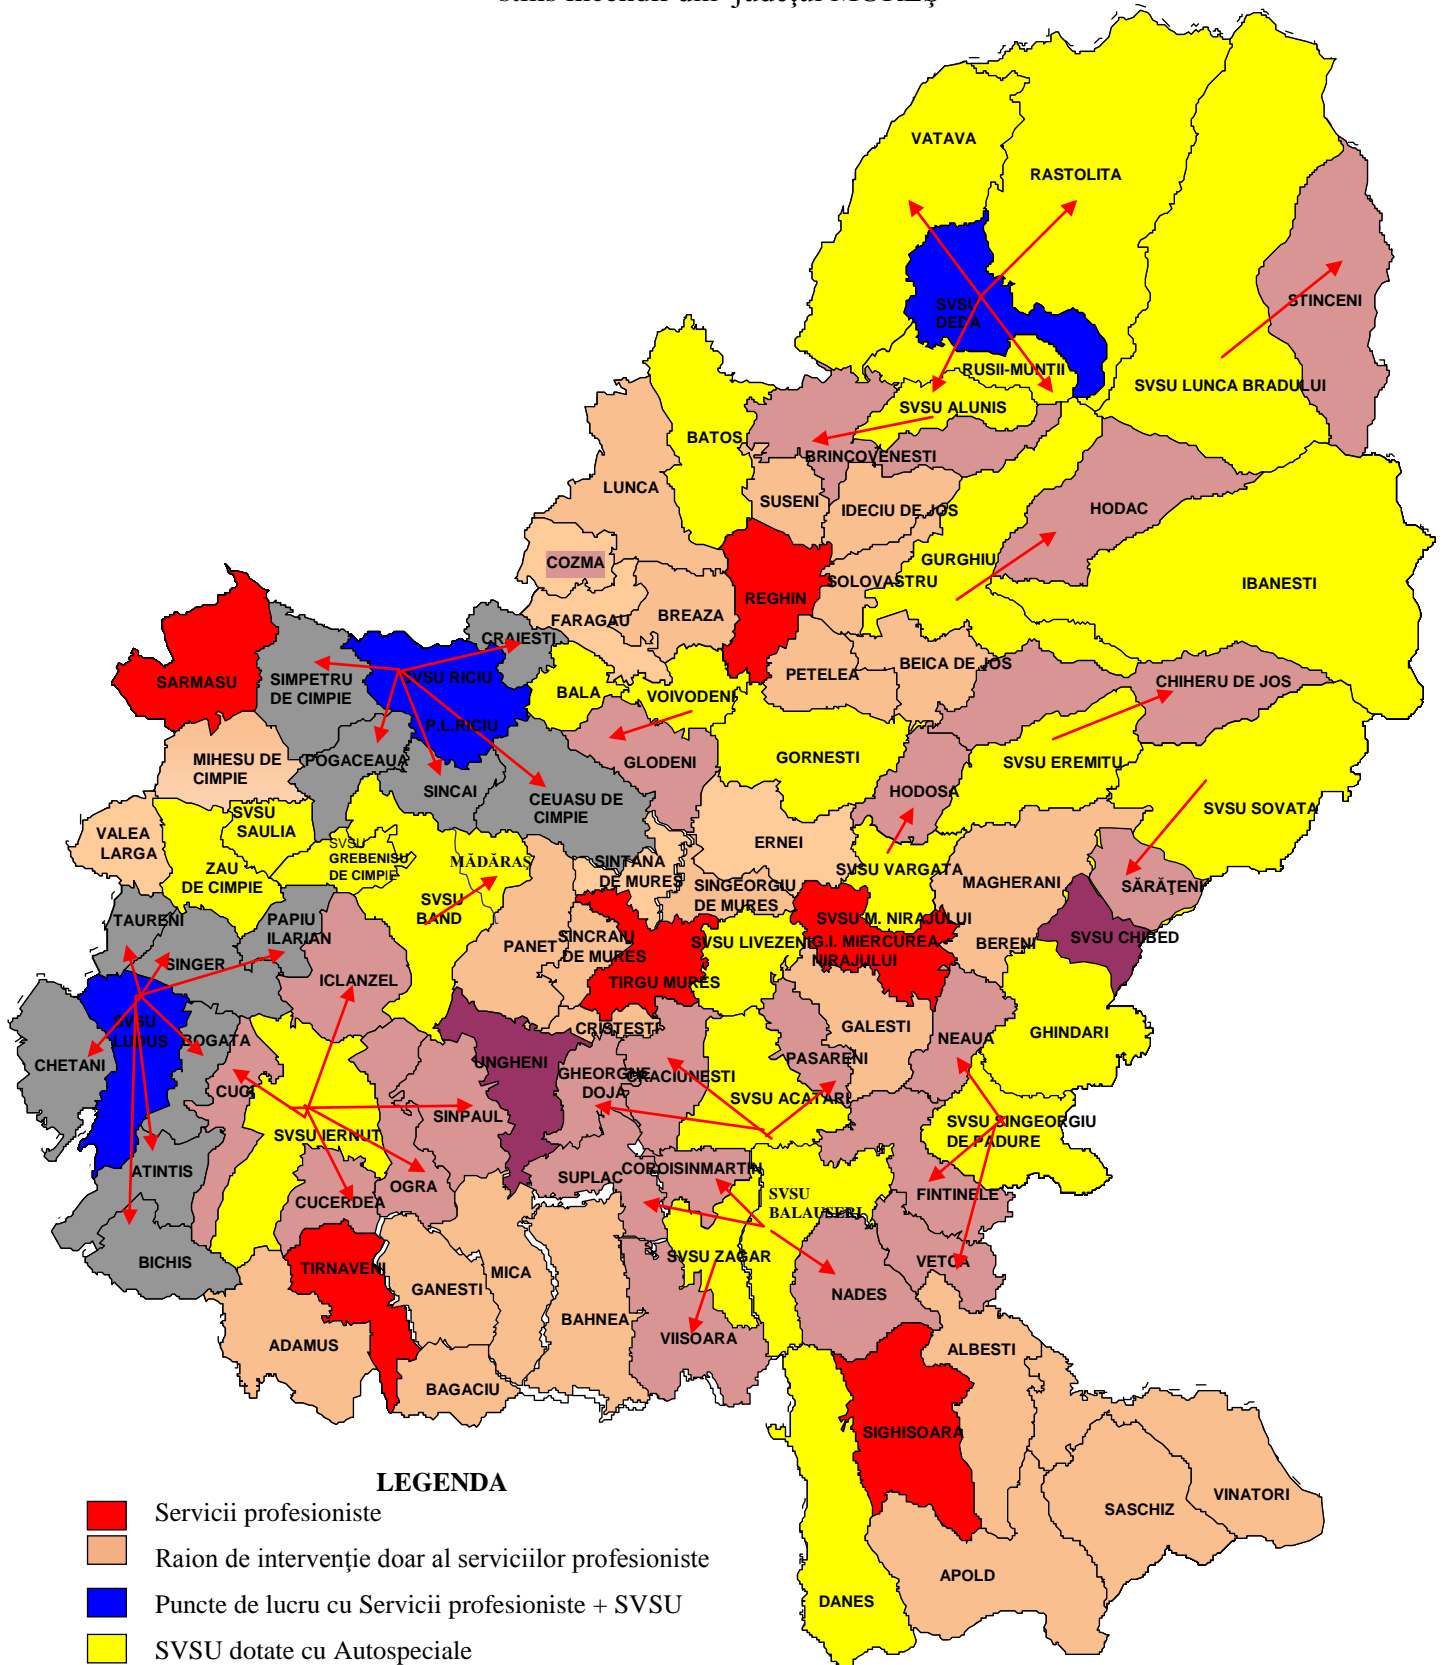 stins incendii din județul MUREŞ
VATAVA
RASTOLITA
STINCENI
SVSU
DEDA
RUSII-MUNTII
SVSU LUNCA BRADULUI
SVSU ALUNIS
BATOS
BRINCOVENESTI
LUNCA
SUSENI
IDECIU DE JOS
HODAC
COZMA
GURGHIU
SOLOVASTRU
IBANESTI
REGHIN
FARAGAU
BREAZA
CRAIESTI
SARMASU
SIMPETRU
DE CIMPIE
SVSU RICIU
P.L.RICIU
BALA
VOIVODENI
PETELEA
BEICA DE JOS
CHIHERU DE JOS
MIHESU DE
CIMPIE
POGACEAUA
SINCAI
GLODENI
GORNESTI
SVSU EREMITU
HODOSA
CEUASU DE
CIMPIE
SVSU SOVATA
VALEA
LARGA
SVSU
SAULIA
ZAU
DE CIMPIE
SVSU
GREBENISU
DE CIMPIE
MĂDĂRAŞ
SVSU
BAND
ERNEI
SINTANA
DE MURES
SINGEORGIU
DE MURES
SVSU VARGATA
MAGHERANI
SĂRĂŢENI
TAURENI
PAPIU
ILARIAN
SINGER
ICLANZEL
PANET
SINCRAIU
DE MURES
TIRGU MURES
SVSU LIVEZENI
SVSU M. NIRAJULUI
G.I. MIERCUREA
NIRAJULUI
BERENI
SVSU CHIBED
SVSU
LUDUS
BOGATA
CHETANI
CUCI
CRISTESTI
UNGHENI
GHEORGHE
DOJA
CRACIUNESTI
PASARENI
GALESTI
NEAUA
GHINDARI
SINPAUL
SVSU ACATARI
SVSU SINGEORGIU
DE PADURE
SVSU IERNUT
ATINTIS
OGRA
CUCERDEA
SUPLAC
COROISINMARTIN
SVSU
BALAUSERI
FINTINELE
BICHIS
TIRNAVENI
GANESTI
MICA
SVSU ZAGAR
VETCA
NADES
BAHNEA
ADAMUS
VIISOARA
ALBESTI
BAGACIU
SIGHISOARA
SASCHIZ
VINATORI
APOLD
DANES
LEGENDA
Servicii profesioniste
Raion de intervenţie doar al serviciilor profesioniste
Puncte de lucru cu Servicii profesioniste + SVSU
SVSU dotate cu Autospeciale